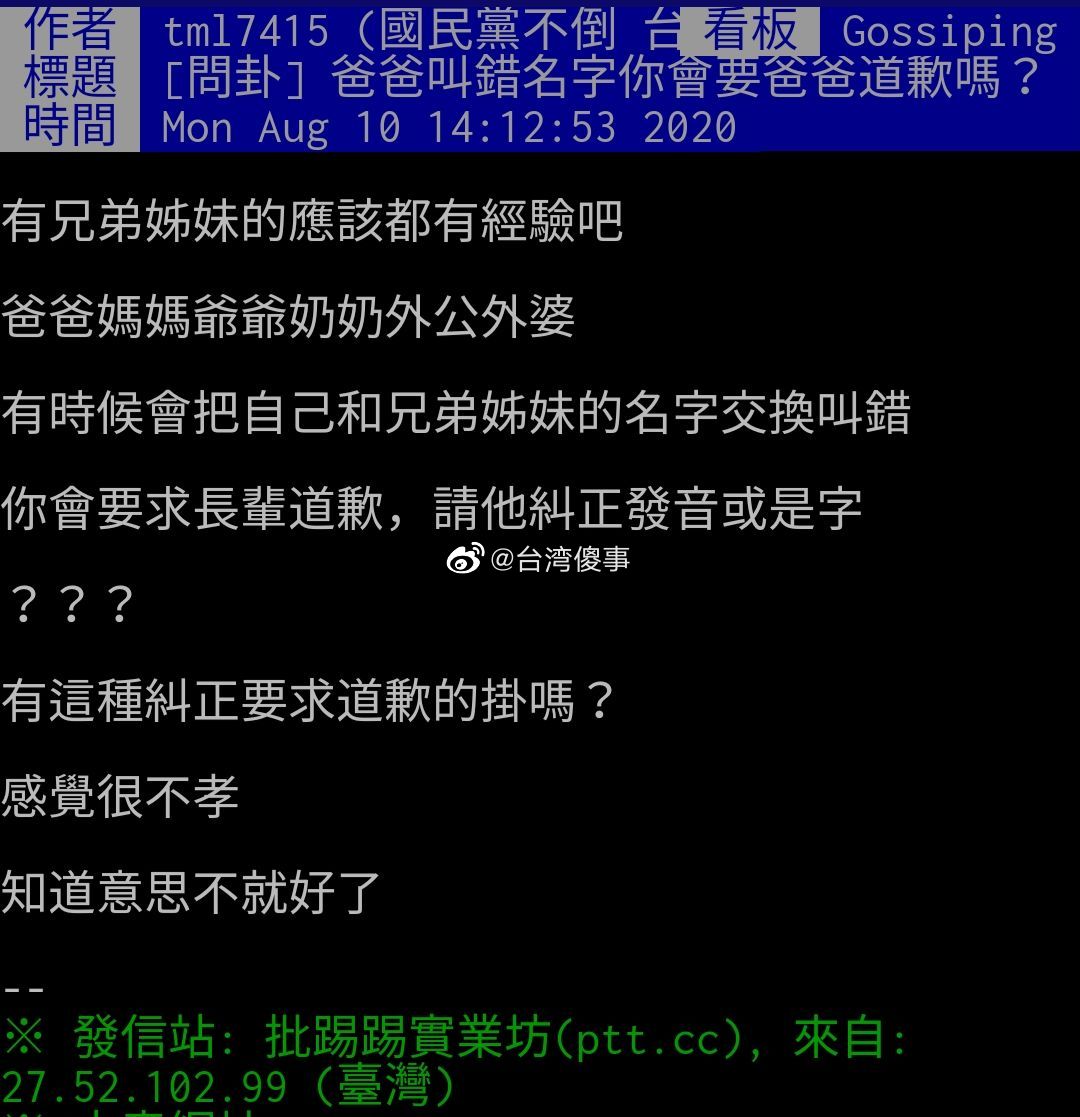 作者 tml7415 (國民黨不倒 台 看板 Gossiping
標題 [問卦] 爸爸叫錯名字你會要爸爸道歉嗎？
時間 Mon Aug 10 14:12:53 2020
有兄弟姊妹的應該都有經驗吧
爸爸媽媽爺爺奶奶外公外婆
有時候會把自己和兄弟姊妹的名字交換叫錯
你會要求長輩道歉，請他糾正發音或是字
@台湾傻事
？？？
有這種糾正要求道歉的掛嗎？
感覺很不孝
知道意思不就好了
--
※ 發信站: 批踢踢實業坊(ptt.cc), 來自:
27.52.102.99 (臺灣)